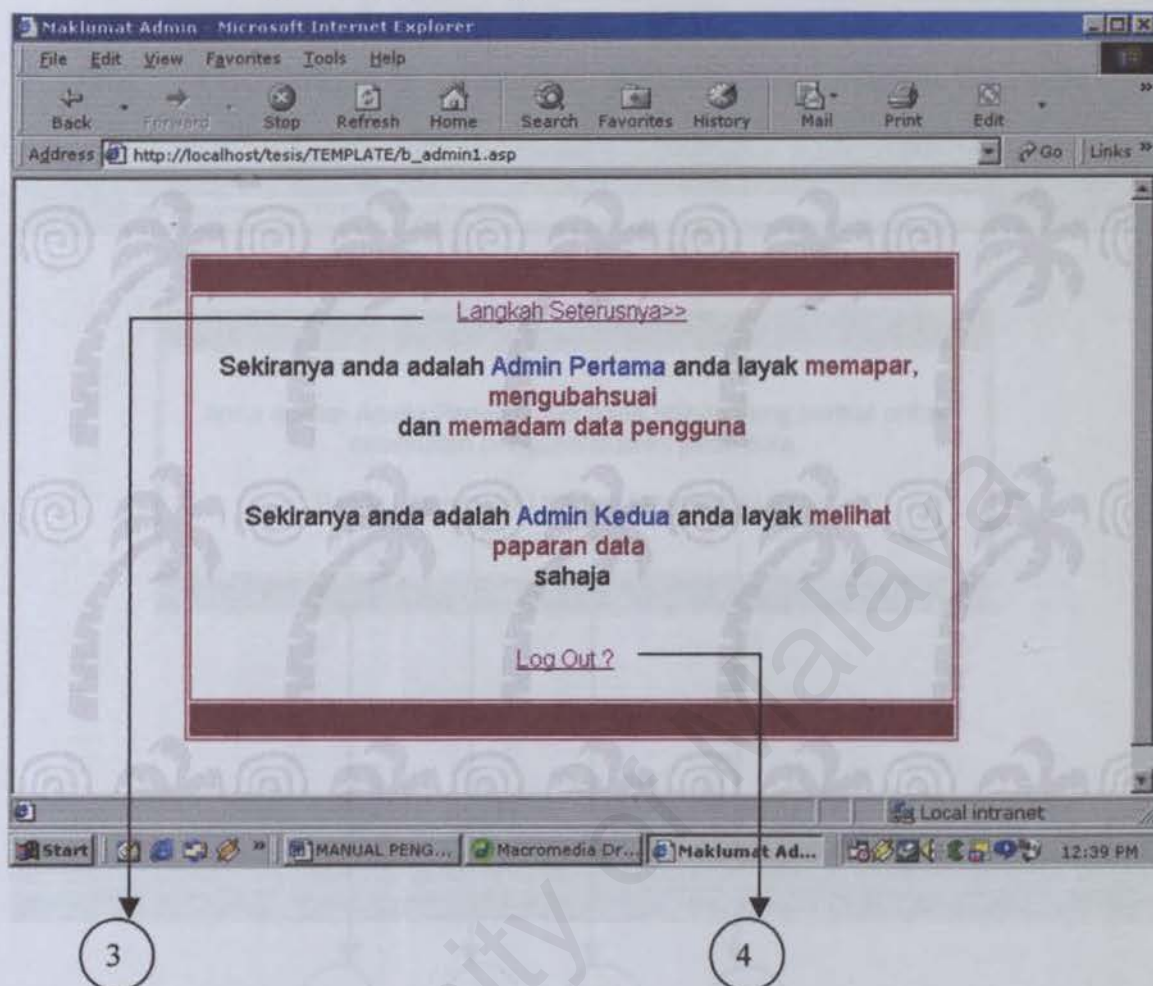 Maklumat Admin - Microsoft Internet Explorer
File Edit View Favorites Tools Help
Back Forward Stop Refresh Home Search Favorites History Mail Print Edit »
Address http://localhost/tesis/TEMPLATE/b_admin1.asp Go Links »
Langkah Seterusnya>>
Sekiranya anda adalah Admin Pertama anda layak memapar,
mengubahsuai
dan memadam data pengguna
Sekiranya anda adalah Admin Kedua anda layak melihat
paparan data
sahaja
Log Out ?
Local intranet
Start » MANUAL PENG... Macromedia Dr... Maklumat Ad... 12:39 PM
3 4
University of Malaya